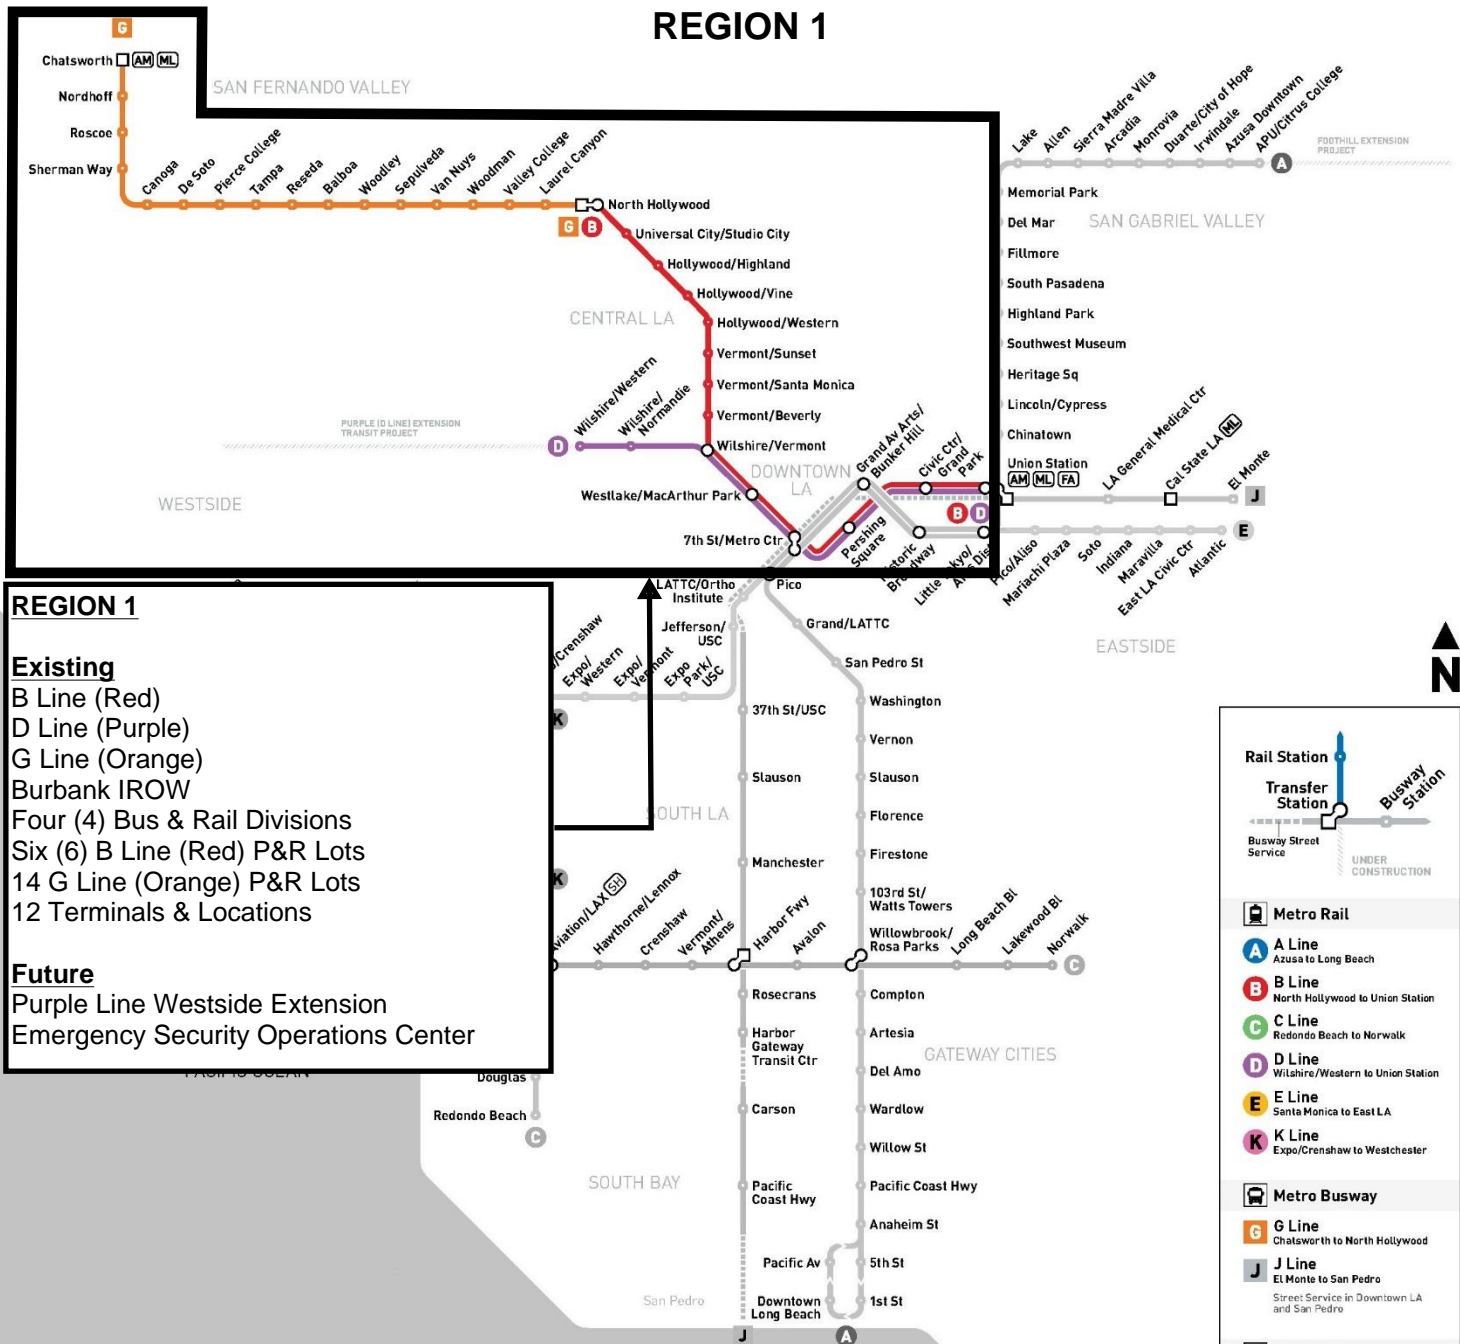 REGION 1
G
Chatsworth AM ML
Nordhoff
Roscoe
Sherman Way
SAN FERNANDO VALLEY
Canoga
De Soto
Pierce College
Tampa
Reseda
Balboa
Woodley
Sepulveda
Van Nuys
Woodman
Valley College
Laurel Canyon
North Hollywood
G B
Universal City/Studio City
Hollywood/Highland
Hollywood/Vine
CENTRAL LA
Hollywood/Western
Vermont/Sunset
Vermont/Santa Monica
Vermont/Beverly
Wilshire/Vermont
Wilshire/Western
Wilshire/
Normandie
PURPLE (D LINE) EXTENSION
TRANSIT PROJECT
D
WESTSIDE
Westlake/MacArthur Park
DOWNTOWN
LA
7th St/Metro Ctr
Pershing
Square
Grand Av Arts/
Bunker Hill
Civic Ctr/
Grand
Park
B D
Historic
Broadway
Little Tokyo/
Arts Dist
Lake
Allen
Sierra Madre Villa
Arcadia
Monrovia
Duarte/City of Hope
Irwindale
Azusa Downtown
APU/Citrus College
A
FOOTHILL EXTENSION
PROJECT
Memorial Park
Del Mar
SAN GABRIEL VALLEY
Fillmore
South Pasadena
Highland Park
Southwest Museum
Heritage Sq
Lincoln/Cypress
Chinatown
Union Station
AM ML FA
LA General Medical Ctr
Cal State LA ML
El Monte
J
E
Pico/Aliso
Mariachi Plaza
Soto
Indiana
Maravilla
East LA Civic Ctr
Atlantic
EASTSIDE
N
REGION 1
Existing
B Line (Red)
D Line (Purple)
G Line (Orange)
Burbank IROW
Four (4) Bus & Rail Divisions
Six (6) B Line (Red) P&R Lots
14 G Line (Orange) P&R Lots
12 Terminals & Locations
Future
Purple Line Westside Extension
Emergency Security Operations Center
PACIFIC OCEAN
LATTC/Ortho
Institute
Pico
Jefferson/
USC
Grand/LATTC
/Crenshaw
Expo/
Western
Expo/
Vermont
Expo
Park/
USC
San Pedro St
K
37th St/USC
Washington
Vernon
Slauson
Slauson
SOUTH LA
Florence
Manchester
Firestone
K
103rd St/
Watts Towers
Aviation/LAX SH
Hawthorne/Lennox
Crenshaw
Vermont/
Athens
Harbor Fwy
Avalon
Willowbrook/
Rosa Parks
Long Beach Bl
Lakewood Bl
Norwalk
C
Rosecrans
Compton
Harbor
Gateway
Transit Ctr
Artesia
GATEWAY CITIES
Douglas
Del Amo
Redondo Beach
C
Carson
Wardlow
Willow St
SOUTH BAY
Pacific
Coast Hwy
Pacific Coast Hwy
Anaheim St
Pacific Av
5th St
San Pedro
Downtown
Long Beach
1st St
J
A
Rail Station
Transfer
Station
Busway
Station
Busway Street
Service
UNDER
CONSTRUCTION
Metro Rail
A A Line
Azusa to Long Beach
B B Line
North Hollywood to Union Station
C C Line
Redondo Beach to Norwalk
D D Line
Wilshire/Western to Union Station
E E Line
Santa Monica to East LA
K K Line
Expo/Crenshaw to Westchester
Metro Busway
G G Line
Chatsworth to North Hollywood
J J Line
El Monte to San Pedro
Street Service in Downtown LA
and San Pedro